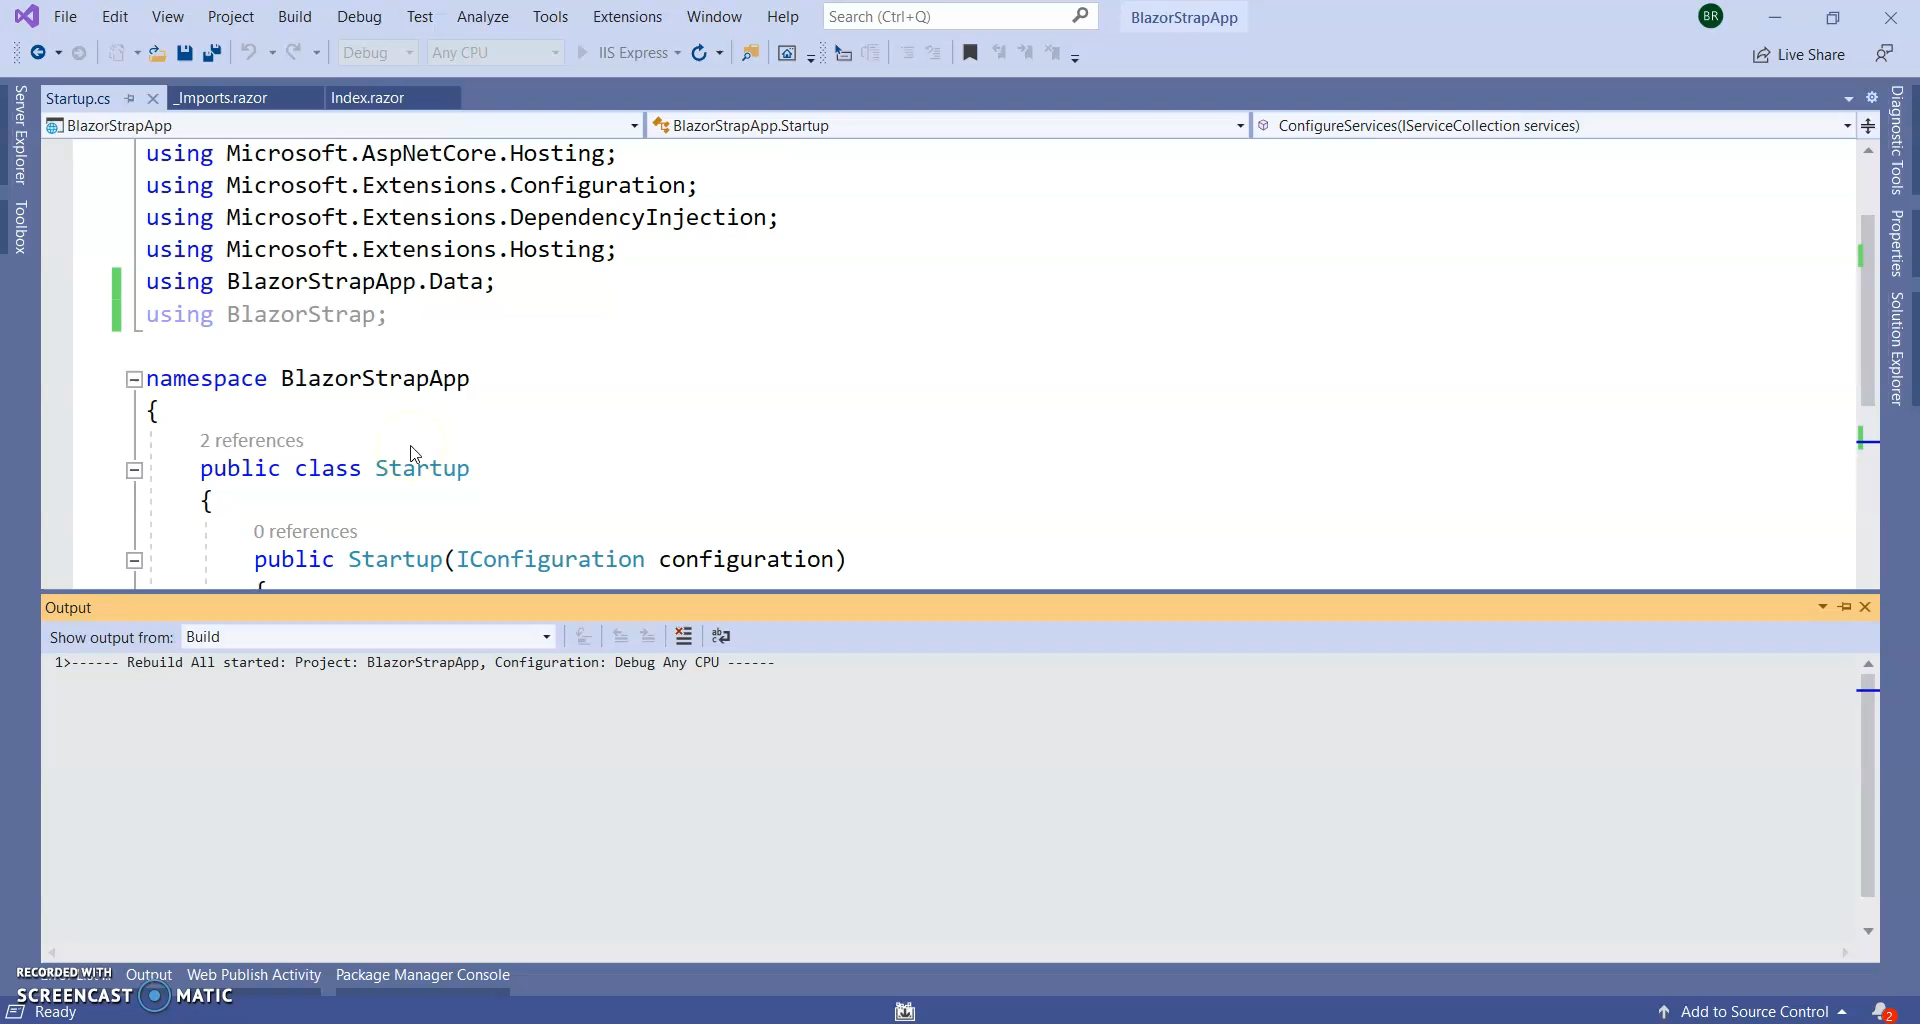 File Edit View Project Build Debug Test Analyze Tools Extensions Window Help Search (Ctrl+Q) BlazorStrapApp BR
Debug Any CPU IIS Express Live Share
Server Explorer
Toolbox
Startup.cs _Imports.razor Index.razor
BlazorStrapApp BlazorStrapApp.Startup ConfigureServices(IServiceCollection services)
using Microsoft.AspNetCore.Hosting;
using Microsoft.Extensions.Configuration;
using Microsoft.Extensions.DependencyInjection;
using Microsoft.Extensions.Hosting;
using BlazorStrapApp.Data;
using BlazorStrap;
namespace BlazorStrapApp
{
2 references
public class Startup
{
0 references
public Startup(IConfiguration configuration)
{
Diagnostic Tools
Properties
Solution Explorer
Output
Show output from: Build
1>------ Rebuild All started: Project: BlazorStrapApp, Configuration: Debug Any CPU ------
Output Web Publish Activity Package Manager Console
RECORDED WITH
SCREENCAST MATIC
Ready Add to Source Control 2